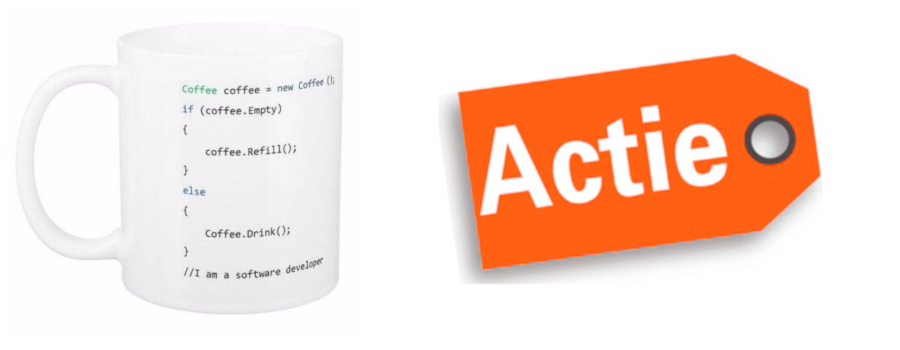 Coffee coffee = new Coffee ();
if (coffee.Empty)
{
coffee.Refill();
}
else
{
Coffee.Drink();
}
//I am a software developer
Actie